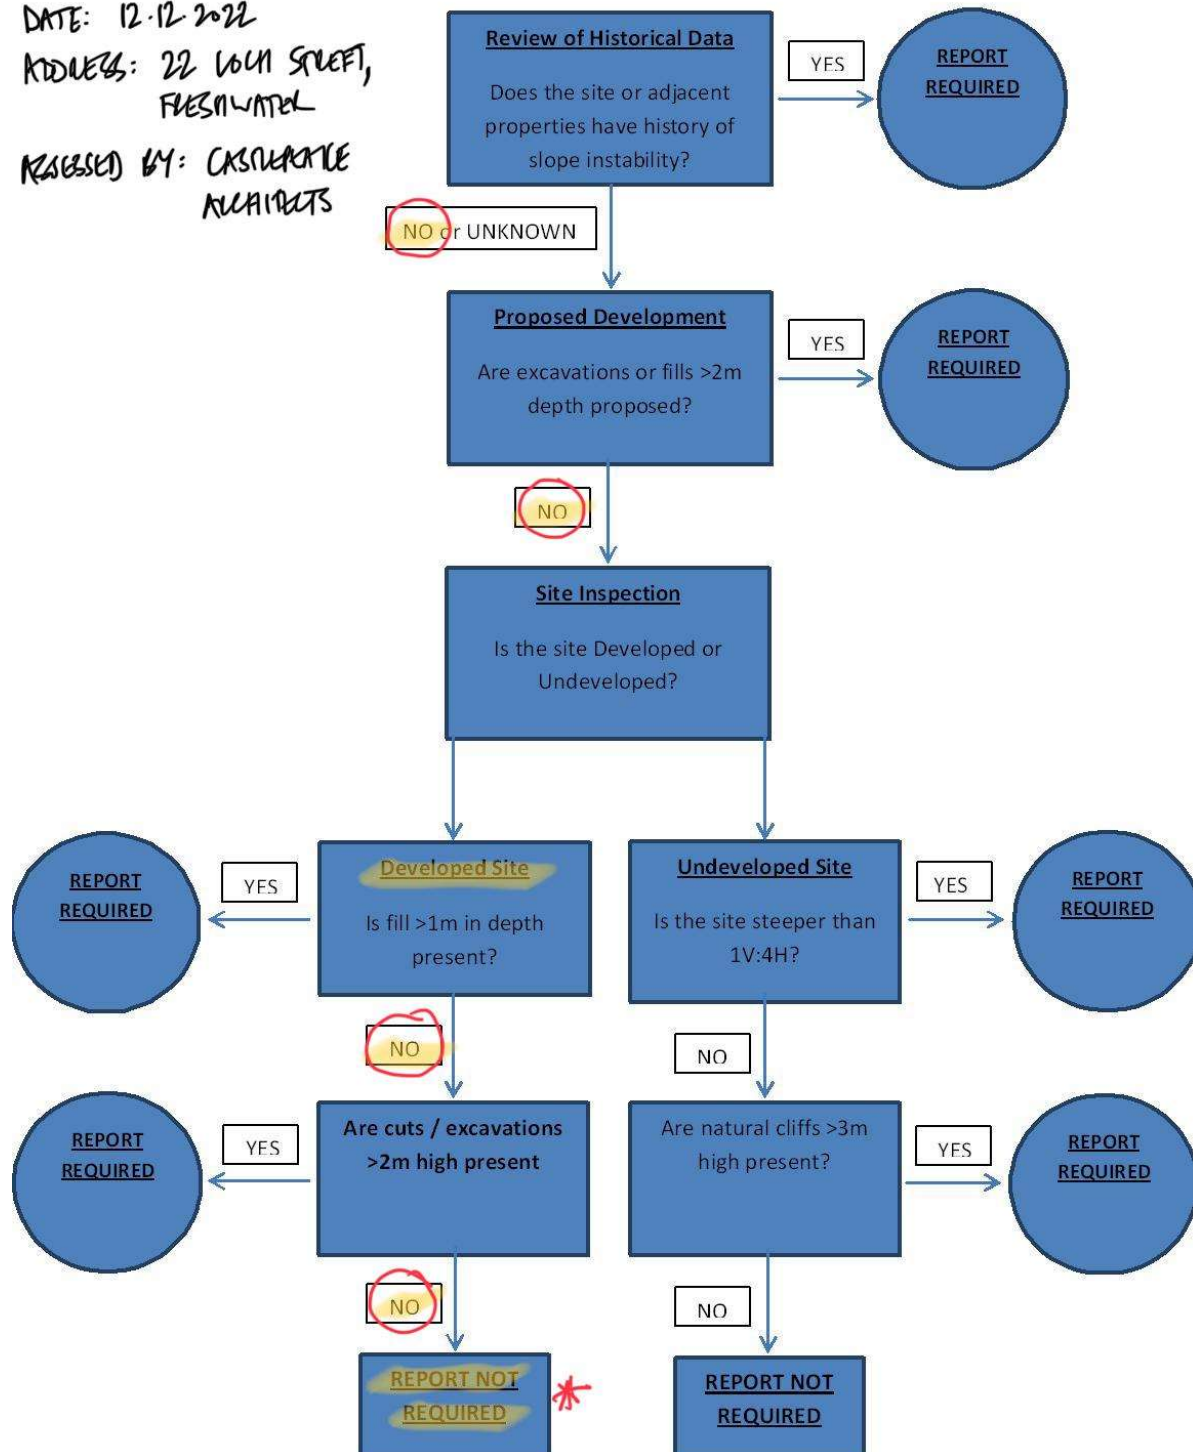 DATE: 12.12.2022
ADDRESS: 22 LOCH STREET,
FRESHWATER
ASSESSED BY: CASTLEPEAKE
ARCHITECTS
Review of Historical Data
Does the site or adjacent
properties have history of
slope instability?
YES
REPORT
REQUIRED
NO or UNKNOWN
Proposed Development
Are excavations or fills >2m
depth proposed?
YES
REPORT
REQUIRED
NO
Site Inspection
Is the site Developed or
Undeveloped?
REPORT
REQUIRED
YES
Developed Site
Is fill >1m in depth
present?
Undeveloped Site
Is the site steeper than
1V:4H?
YES
REPORT
REQUIRED
NO
NO
REPORT
REQUIRED
YES
Are cuts / excavations
>2m high present
Are natural cliffs >3m
high present?
YES
REPORT
REQUIRED
NO
NO
REPORT NOT
REQUIRED
REPORT NOT
REQUIRED